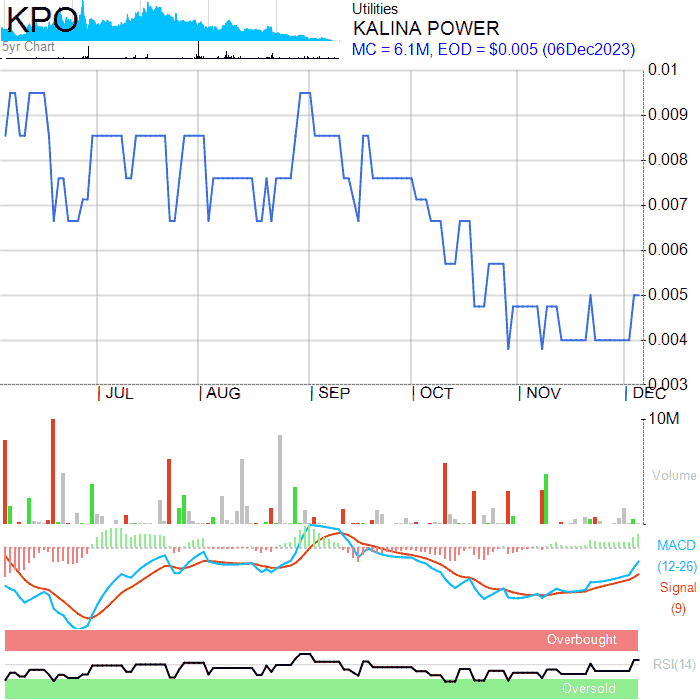 KPO
5yr Chart
Utilities
KALINA POWER
MC = 6.1M, EOD = $0.005 (06Dec2023)
0.01
0.009
0.008
0.007
0.006
0.005
0.004
0.003
JUL AUG SEP OCT NOV DEC
10M
Volume
MACD
(12-26)
Signal
(9)
Overbought
RSI(14)
Oversold